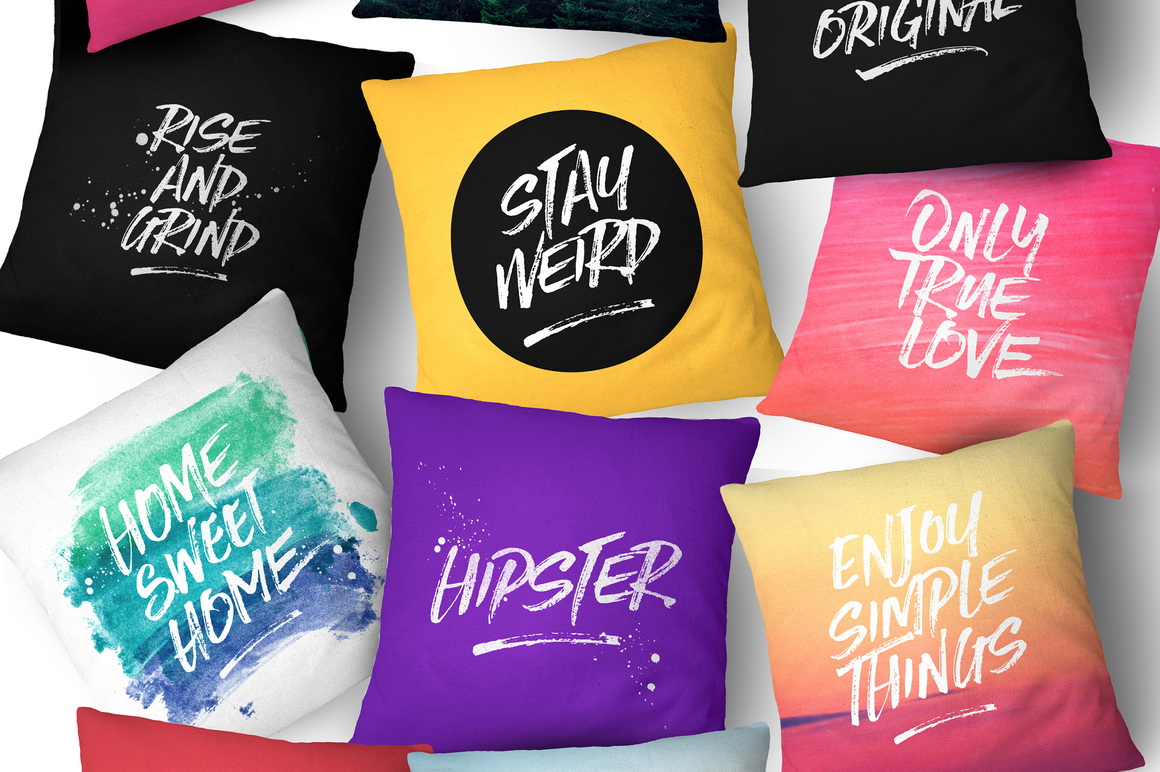 ORIGINAL
RISE
AND
GRIND
STAY
WEIRD
ONLY
TRUE
LOVE
HOME
SWEET
HOME
HIPSTER
ENJOY
SIMPLE
THINGS